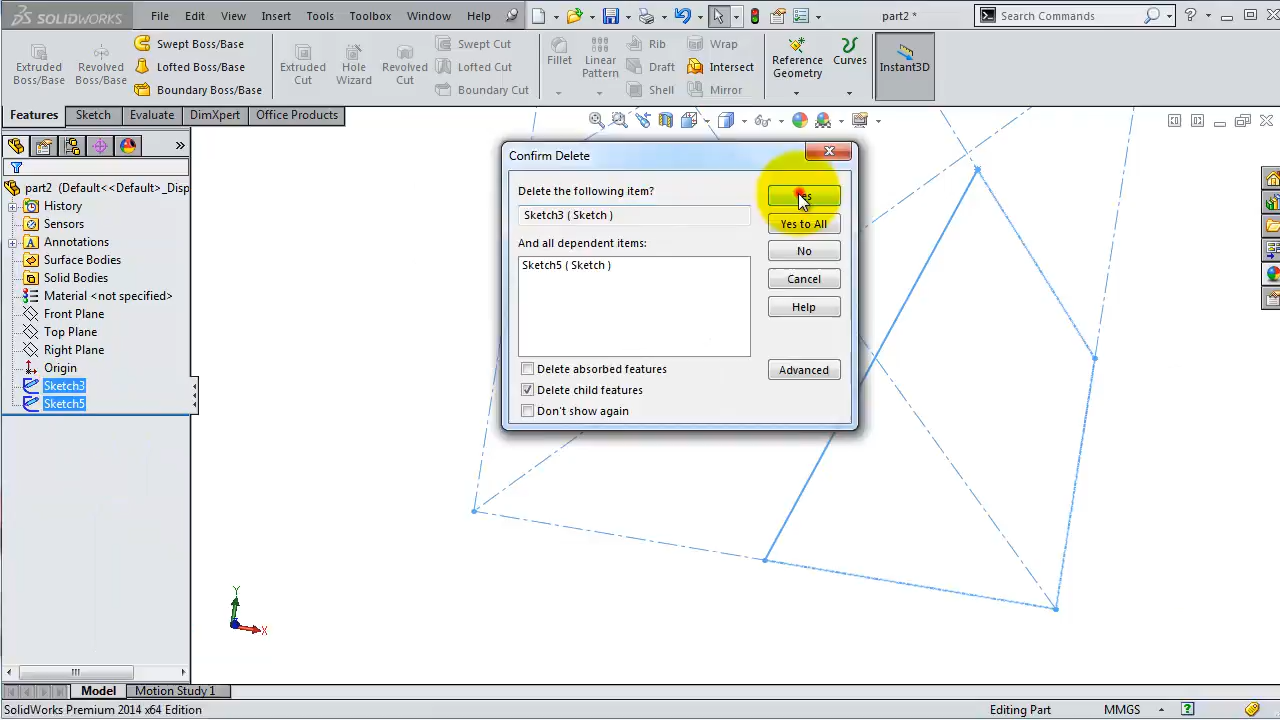 SOLIDWORKS
File Edit View Insert Tools Toolbox Window Help
part2 *
Search Commands
Extruded Boss/Base
Revolved Boss/Base
Swept Boss/Base
Lofted Boss/Base
Boundary Boss/Base
Extruded Cut
Hole Wizard
Revolved Cut
Swept Cut
Lofted Cut
Boundary Cut
Fillet
Linear Pattern
Rib
Draft
Shell
Wrap
Intersect
Mirror
Reference Geometry
Curves
Instant3D
Features Sketch Evaluate DimXpert Office Products
part2 (Default<<Default>_Disp
History
Sensors
Annotations
Surface Bodies
Solid Bodies
Material <not specified>
Front Plane
Top Plane
Right Plane
Origin
Sketch3
Sketch5
Confirm Delete
Delete the following item?
Sketch3 ( Sketch )
And all dependent items:
Sketch5 ( Sketch )
Delete absorbed features
Delete child features
Don't show again
Yes to All
No
Cancel
Help
Advanced
Y
X
Model Motion Study 1
SolidWorks Premium 2014 x64 Edition
Editing Part
MMGS